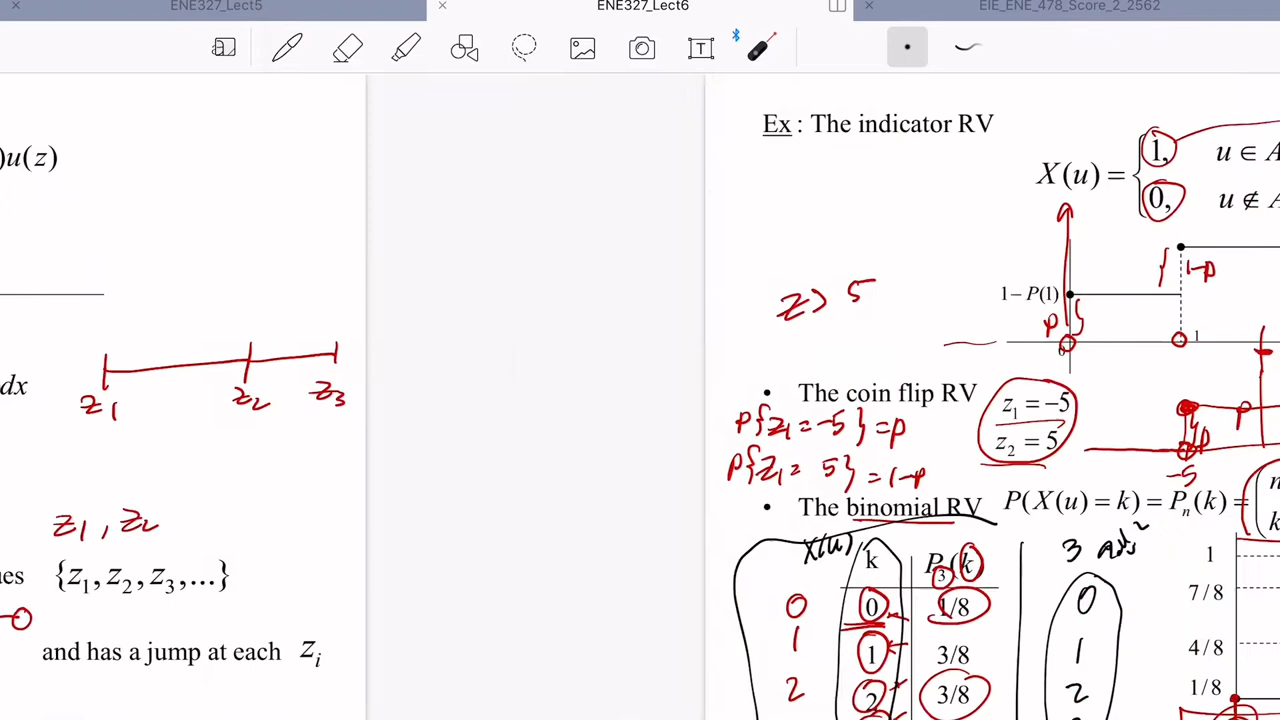 ENE327_Lect5
ENE327_Lect6
EIE_ENE_478_Score_2_2562
)u(z)
z1 z2 z3
dx
z1, z2
ues {z₁, z₂, z₃,...}
and has a jump at each zᵢ
Ex : The indicator RV
X(u) = { 1, u ∈ A
0, u ∉ A
z > 5
1-p
1 − P(1)
p
0
1
• The coin flip RV
z₁ = −5
z₂ = 5
P{z1 = -5} = p
P{z1 = 5} = 1-p
p
p
-5
• The binomial RV P(X(u) = k) = Pₙ(k) = ( n
k
X(u) k P3(k)
0 0 1/8
1 1 3/8
2 2 3/8
3
0
1
2
1
7/8
4/8
1/8